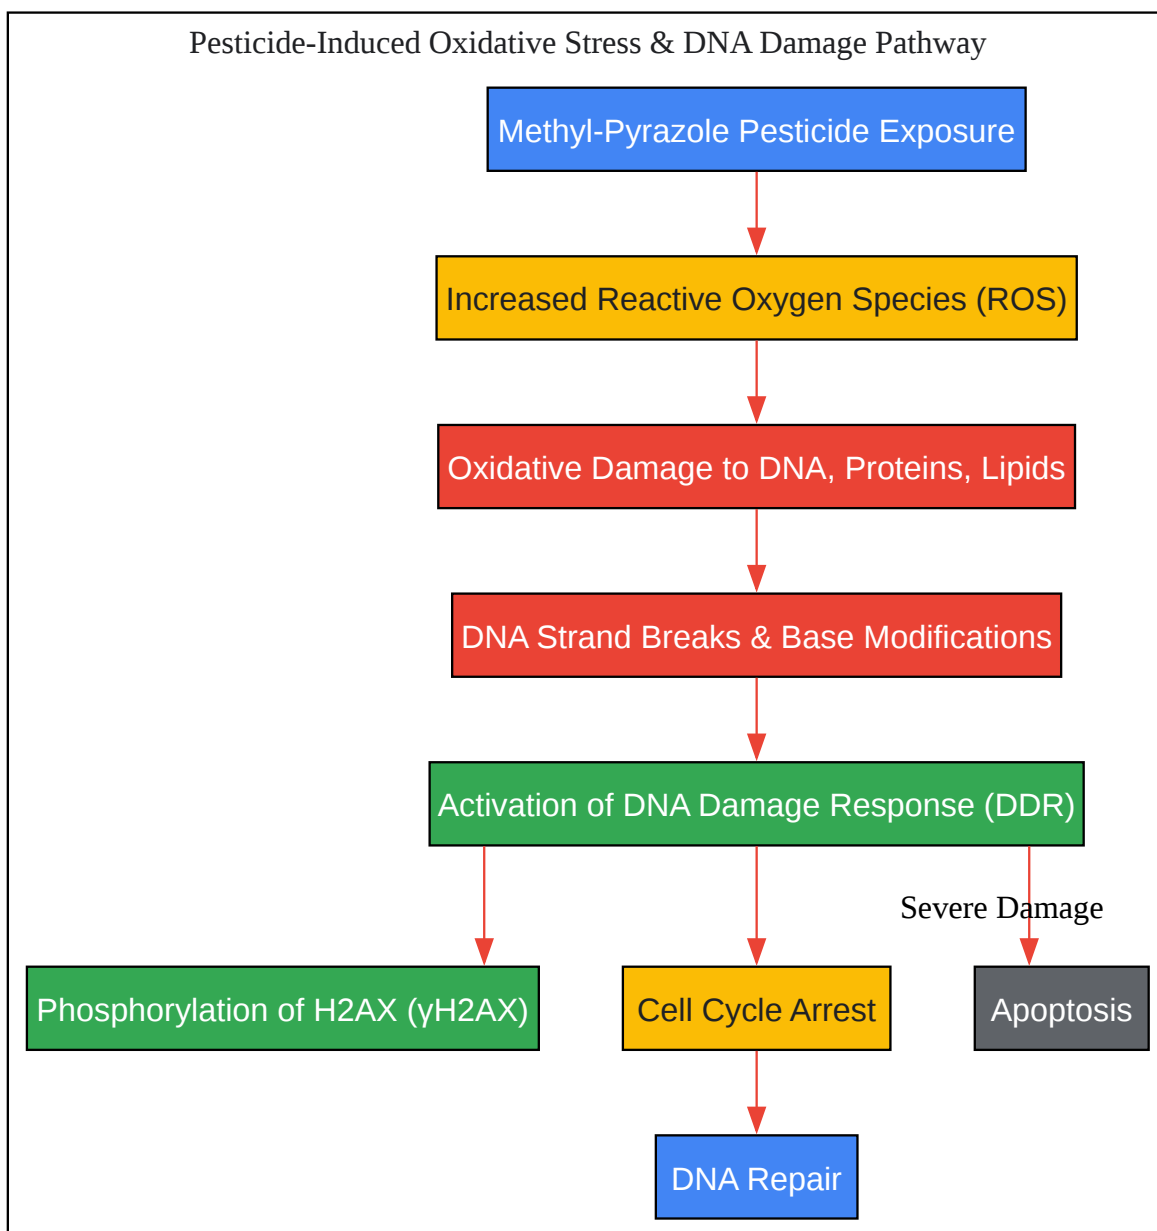 Pesticide-Induced Oxidative Stress & DNA Damage Pathway
Methyl-Pyrazole Pesticide Exposure
Increased Reactive Oxygen Species (ROS)
Oxidative Damage to DNA, Proteins, Lipids
DNA Strand Breaks & Base Modifications
Activation of DNA Damage Response (DDR)
Severe Damage
Phosphorylation of H2AX (γH2AX)
Cell Cycle Arrest
Apoptosis
DNA Repair